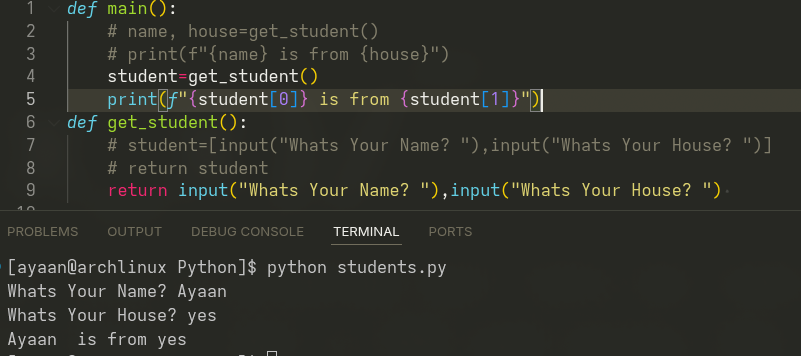 1 def main():
2 # name, house=get_student()
3 # print(f"{name} is from {house}")
4 student=get_student()
5 print(f"{student[0]} is from {student[1]}")
6 def get_student():
7 # student=[input("Whats Your Name? "),input("Whats Your House? ")]
8 # return student
9 return input("Whats Your Name? "),input("Whats Your House? ")
PROBLEMS OUTPUT DEBUG CONSOLE TERMINAL PORTS
[ayaan@archlinux Python]$ python students.py
Whats Your Name? Ayaan
Whats Your House? yes
Ayaan  is from yes